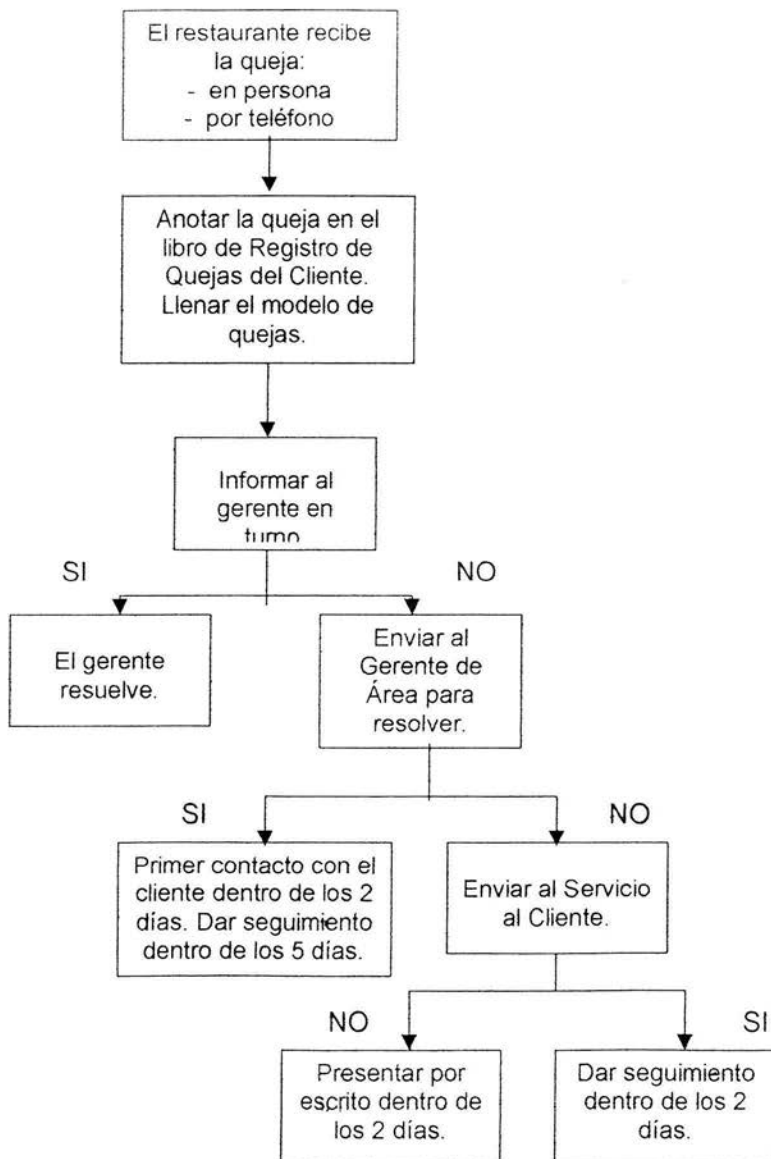 El restaurante recibe
la queja:
- en persona
- por teléfono
Anotar la queja en el
libro de Registro de
Quejas del Cliente.
Llenar el modelo de
quejas.
Informar al
gerente en
turno
SI
NO
El gerente
resuelve.
Enviar al
Gerente de
Área para
resolver.
SI
NO
Primer contacto con el
cliente dentro de los 2
días. Dar seguimiento
dentro de los 5 días.
Enviar al Servicio
al Cliente.
NO
SI
Presentar por
escrito dentro de
los 2 días.
Dar seguimiento
dentro de los 2
días.